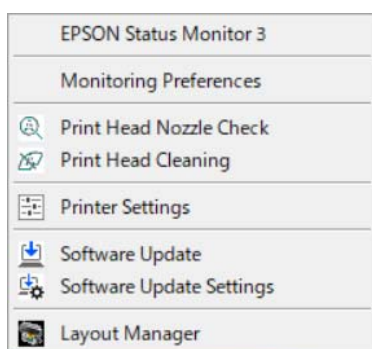 EPSON Status Monitor 3
Monitoring Preferences
Print Head Nozzle Check
Print Head Cleaning
Printer Settings
Software Update
Software Update Settings
Layout Manager